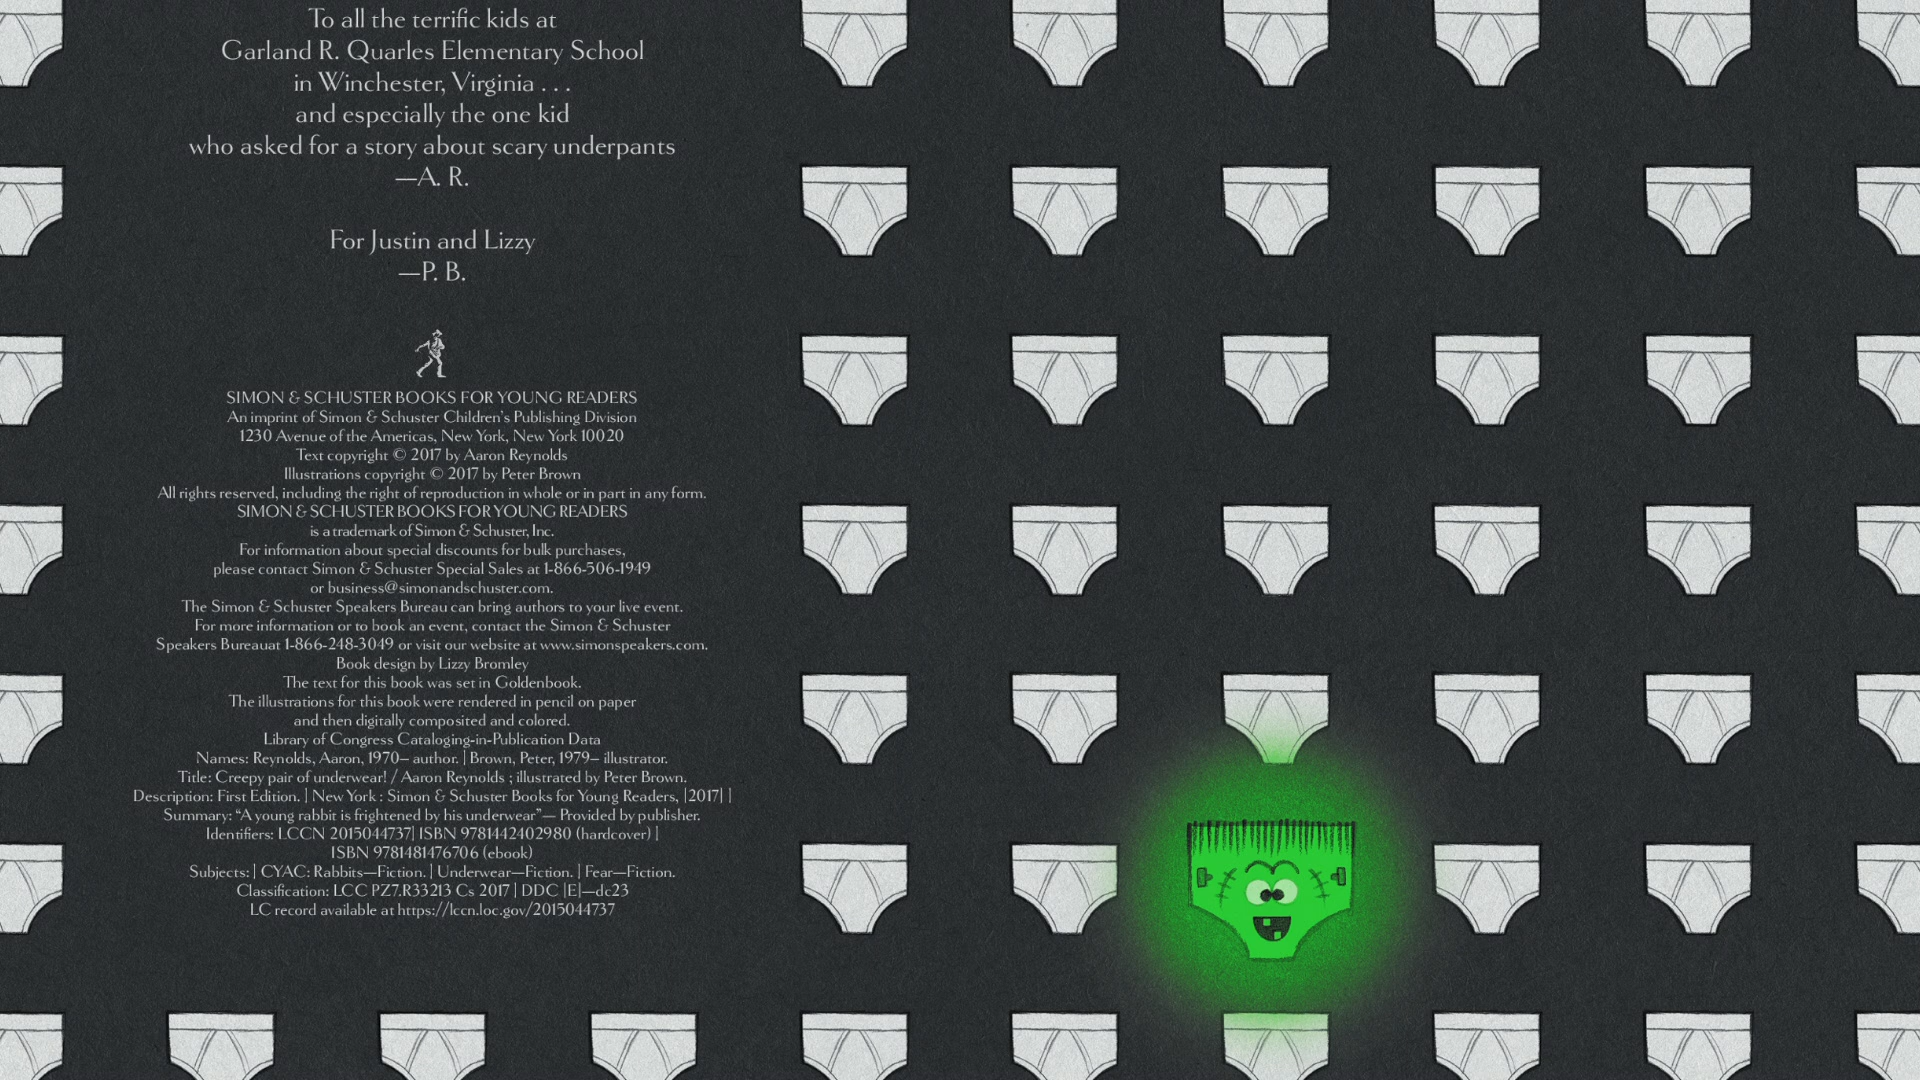 To all the terrific kids at
Garland R. Quarles Elementary School
in Winchester, Virginia . . .
and especially the one kid
who asked for a story about scary underpants
—A. R.
For Justin and Lizzy
—P. B.
SIMON & SCHUSTER BOOKS FOR YOUNG READERS
An imprint of Simon & Schuster Children's Publishing Division
1230 Avenue of the Americas, New York, New York 10020
Text copyright © 2017 by Aaron Reynolds
Illustrations copyright © 2017 by Peter Brown
All rights reserved, including the right of reproduction in whole or in part in any form.
SIMON & SCHUSTER BOOKS FOR YOUNG READERS
is a trademark of Simon & Schuster, Inc.
For information about special discounts for bulk purchases,
please contact Simon & Schuster Special Sales at 1-866-506-1949
or business@simonandschuster.com.
The Simon & Schuster Speakers Bureau can bring authors to your live event.
For more information or to book an event, contact the Simon & Schuster
Speakers Bureauat 1-866-248-3049 or visit our website at www.simonspeakers.com.
Book design by Lizzy Bromley
The text for this book was set in Goldenbook.
The illustrations for this book were rendered in pencil on paper
and then digitally composited and colored.
Library of Congress Cataloging-in-Publication Data
Names: Reynolds, Aaron, 1970– author. | Brown, Peter, 1979– illustrator.
Title: Creepy pair of underwear! / Aaron Reynolds ; illustrated by Peter Brown.
Description: First Edition. | New York : Simon & Schuster Books for Young Readers, [2017] |
Summary: “A young rabbit is frightened by his underwear”— Provided by publisher.
Identifiers: LCCN 2015044737| ISBN 9781442402980 (hardcover) |
ISBN 9781481476706 (ebook)
Subjects: | CYAC: Rabbits—Fiction. | Underwear—Fiction. | Fear—Fiction.
Classification: LCC PZ7.R33213 Cs 2017 | DDC [E]—dc23
LC record available at https://lccn.loc.gov/2015044737